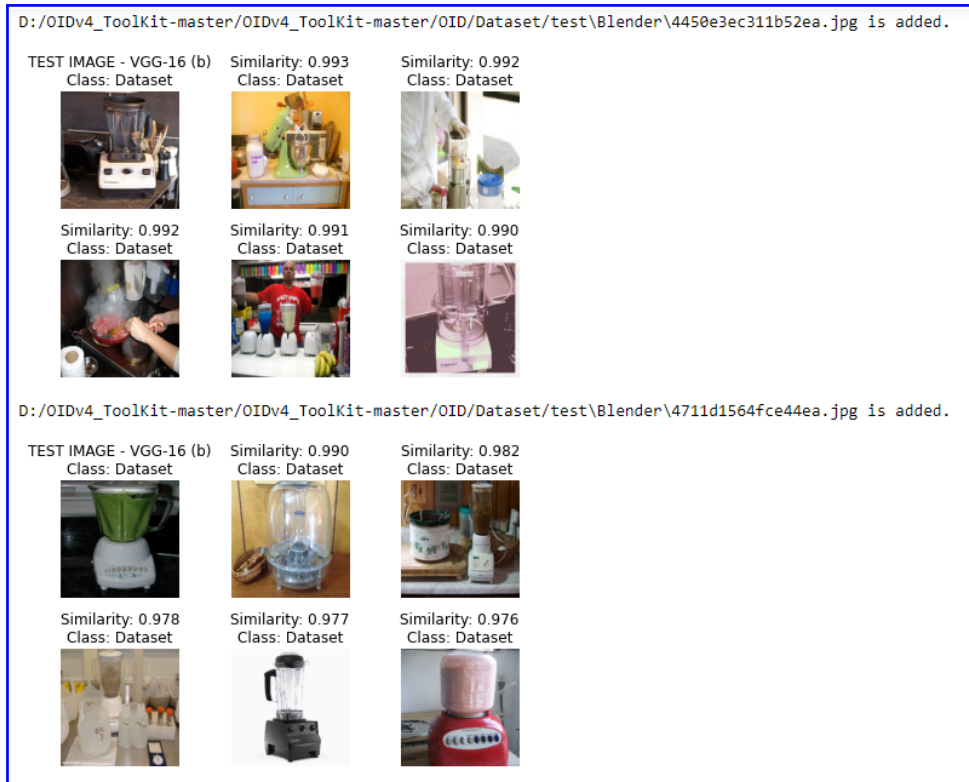 D:/OIDv4_ToolKit-master/OIDv4_ToolKit-master/OID/Dataset/test\Blender\4450e3ec311b52ea.jpg is added.
TEST IMAGE - VGG-16 (b) Similarity: 0.993 Similarity: 0.992
Class: Dataset Class: Dataset Class: Dataset
Similarity: 0.992 Similarity: 0.991 Similarity: 0.990
Class: Dataset Class: Dataset Class: Dataset
D:/OIDv4_ToolKit-master/OIDv4_ToolKit-master/OID/Dataset/test\Blender\4711d1564fce44ea.jpg is added.
TEST IMAGE - VGG-16 (b) Similarity: 0.990 Similarity: 0.982
Class: Dataset Class: Dataset Class: Dataset
Similarity: 0.978 Similarity: 0.977 Similarity: 0.976
Class: Dataset Class: Dataset Class: Dataset